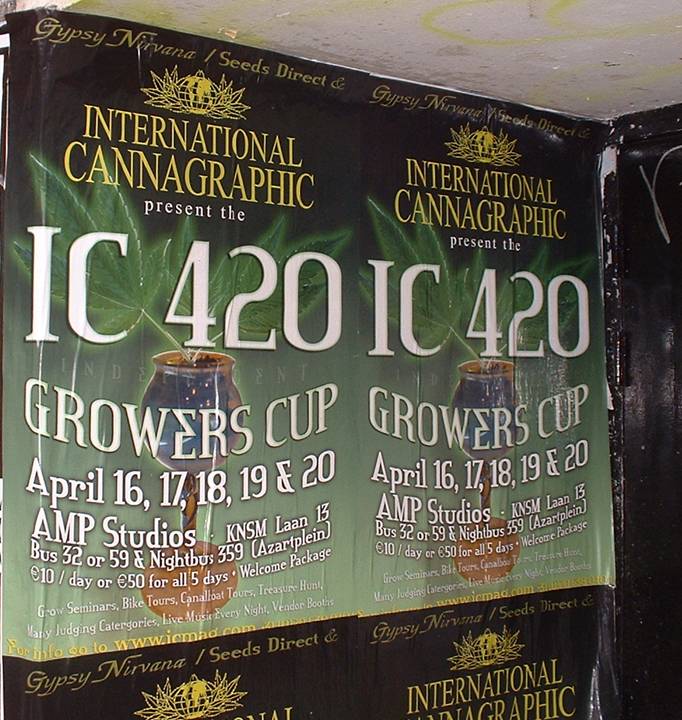 Gypsy Nirvana / Seeds Direct &
INTERNATIONAL
CANNAGRAPHIC
present the
IC 420
INDEPENDENT
GROWERS CUP
April 16, 17, 18, 19 & 20
AMP Studios - KNSM Laan 13
Bus 32 or 59 & Nightbus 359 (Azartplein)
€10 / day or €50 for all 5 days • Welcome Package
Grow Seminars, Bike Tours, Canalboat Tours, Treasure Hunt,
Many Judging Catergories, Live Music Every Night, Vendor Booths
For info go to www.icmag.com
Gypsy Nirvana / Seeds Direct &
INTERNATIONAL
CANNAGRAPHIC
present the
IC 420
GROWERS CUP
April 16, 17, 18, 19 & 20
AMP Studios - KNSM Laan 13
Bus 32 or 59 & Nightbus 359 (Azartplein)
€10 / day or €50 for all 5 days • Welcome Package
Grow Seminars, Bike Tours, Canalboat Tours, Treasure Hunt,
Many Judging Catergories, Live Music Every Night, Vendor Booths
www.icmag.com
Gypsy Nirvana / Seeds Direct &
Gypsy Nirvana / Seeds Direct &
INTERNATIONAL
CANNAGRAPHIC